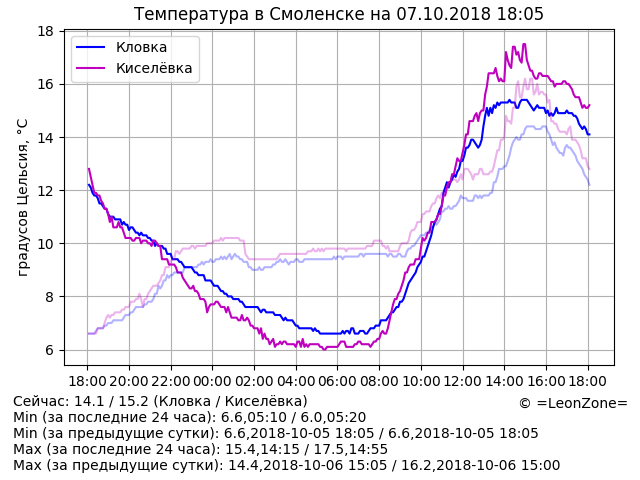 Температура в Смоленске на 07.10.2018 18:05
градусов Цельсия, °C
18
16
14
12
10
8
6
Кловка
Киселёвка
18:00 20:00 22:00 00:00 02:00 04:00 06:00 08:00 10:00 12:00 14:00 16:00 18:00
Сейчас: 14.1 / 15.2 (Кловка / Киселёвка)
© =LeonZone=
Min (за последние 24 часа): 6.6,05:10 / 6.0,05:20
Min (за предыдущие сутки): 6.6,2018-10-05 18:05 / 6.6,2018-10-05 18:05
Max (за последние 24 часа): 15.4,14:15 / 17.5,14:55
Max (за предыдущие сутки): 14.4,2018-10-06 15:05 / 16.2,2018-10-06 15:00